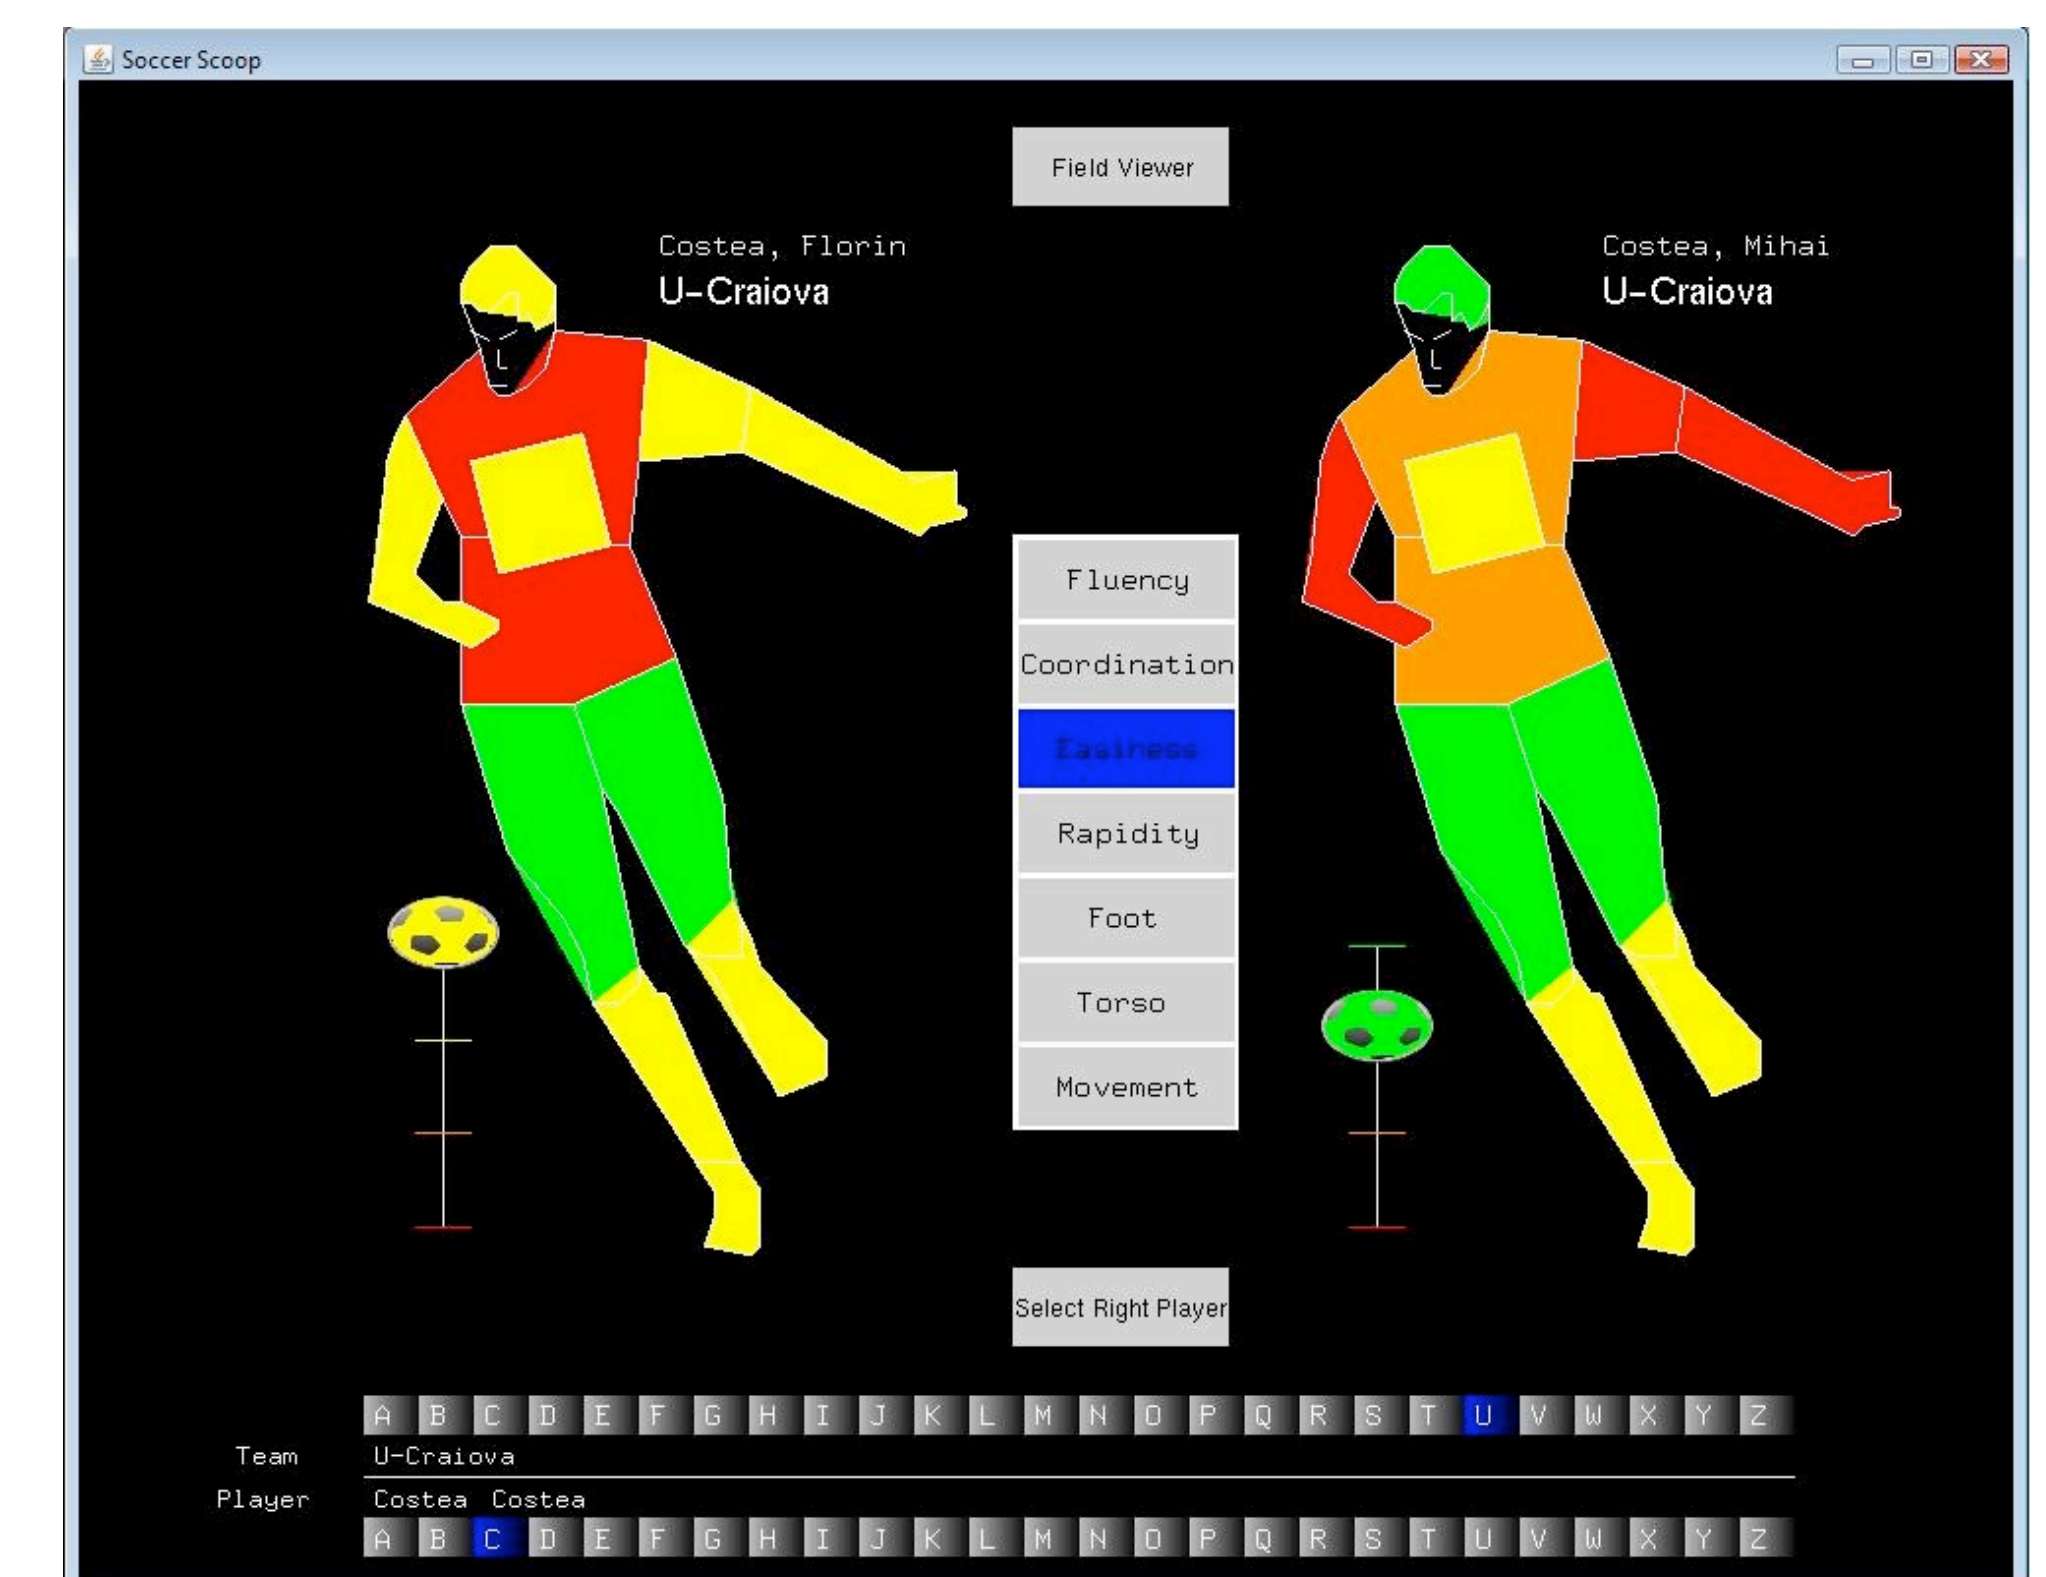 Soccer Scoop
Field Viewer
Costea, Florin
U-Craiova
Costea, Mihai
U-Craiova
Fluency
Coordination
Easiness
Rapidity
Foot
Torso
Movement
Select Right Player
A B C D E F G H I J K L M N O P Q R S T U V W X Y Z
Team U-Craiova
Player Costea Costea
A B C D E F G H I J K L M N O P Q R S T U V W X Y Z